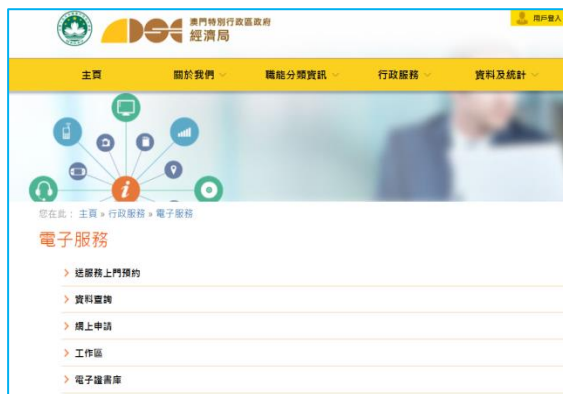 澳門特別行政區政府
經濟局
用戶登入
主頁 關於我們 職能分類資訊 行政服務 資料及統計
您在此： 主頁 » 行政服務 » 電子服務
電子服務
送服務上門預約
資料查詢
網上申請
工作區
電子證書庫